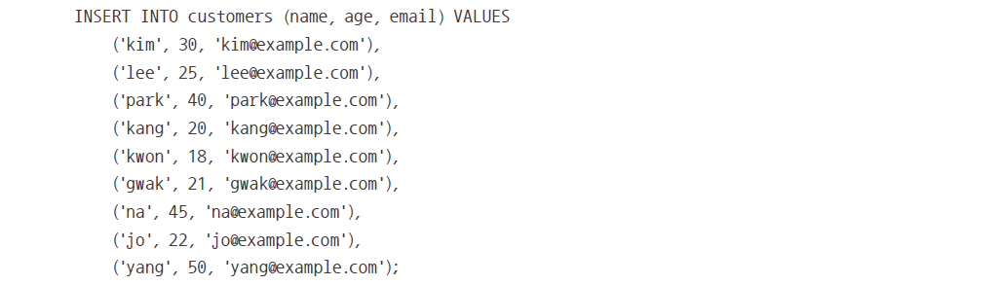 INSERT INTO customers (name, age, email) VALUES
('kim', 30, 'kim@example.com'),
('lee', 25, 'lee@example.com'),
('park', 40, 'park@example.com'),
('kang', 20, 'kang@example.com'),
('kwon', 18, 'kwon@example.com'),
('gwak', 21, 'gwak@example.com'),
('na', 45, 'na@example.com'),
('jo', 22, 'jo@example.com'),
('yang', 50, 'yang@example.com');